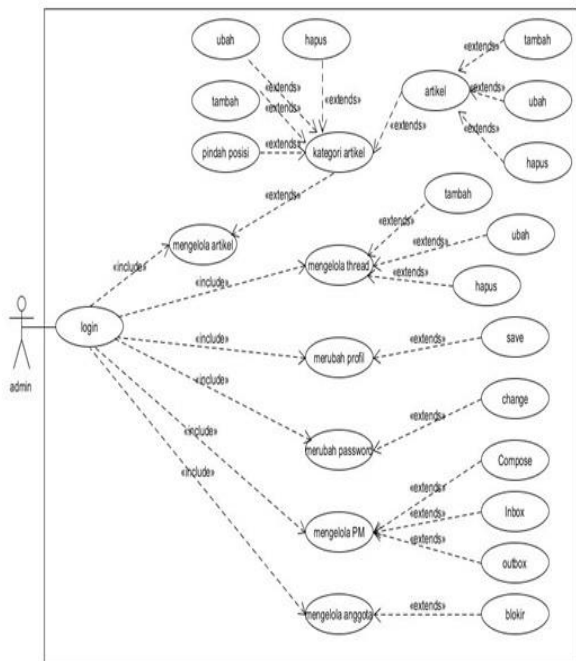 ubah
hapus
tambah
«extends»
«extends»
«extends»
tambah
«extends»
«extends»
artikel
«extends»
ubah
pindah posisi
«extends»
kategori artikel
«extends»
«extends»
hapus
«extends»
tambah
mengelola artikel
«extends»
«extends»
ubah
«include»
«include»
mengelola thread
«extends»
hapus
login
admin
«include»
merubah profil
«extends»
save
«include»
change
«extends»
merubah password
«include»
Compose
«extends»
«include»
«extends»
Inbox
mengelola PM
«extends»
outbox
mengelola anggota
«extends»
blokir